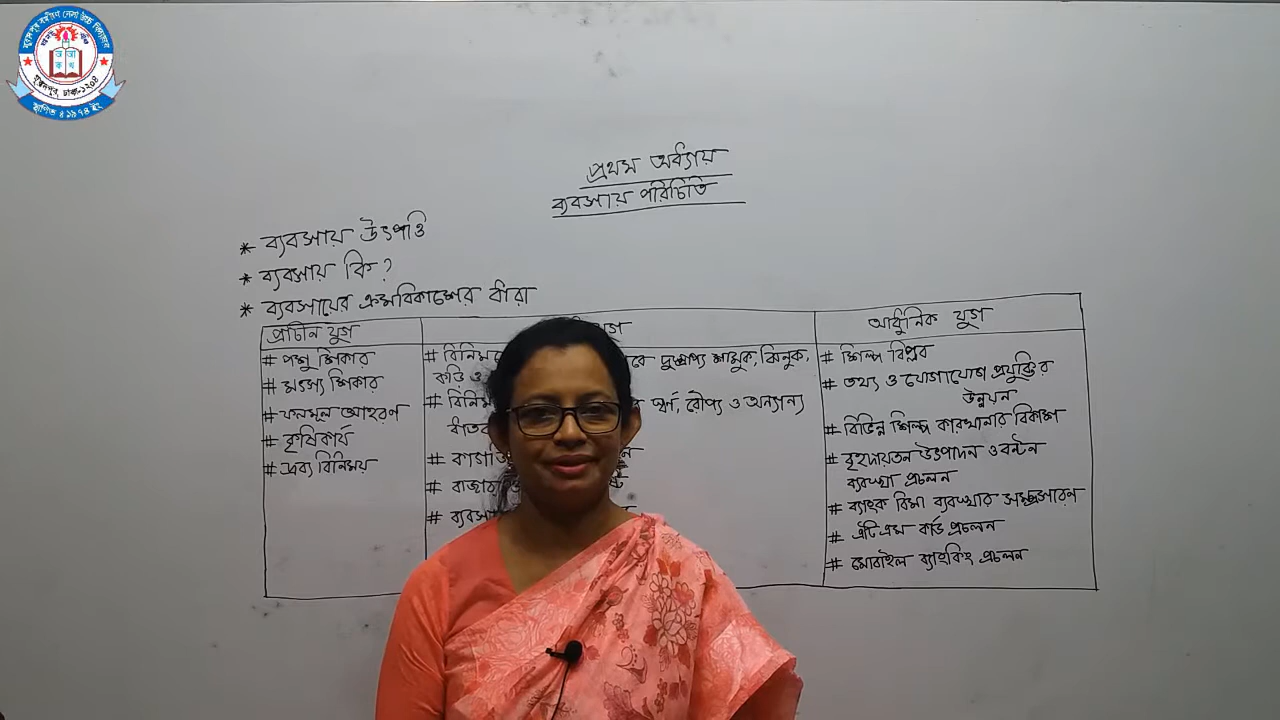 প্রথম অধ্যায়
ব্যবসায় পরিচিতি
* ব্যবসায় উৎপত্তি
* ব্যবসায় কি?
* ব্যবসায়ের ক্রমবিকাশের ধারা
প্রাচীন যুগ
# পশু শিকার
# মৎস্য শিকার
# ফলমূল আহরণ
# কৃষিকার্য
# দ্রব্য বিনিময়
# দুষ্প্রাপ্য শামুক, ঝিনুক,
কড়ি ও
# স্বর্ণ, রৌপ্য ও অন্যান্য
#
# বাজার
#
আধুনিক যুগ
# শিল্প বিপ্লব
# তথ্য ও যোগাযোগ প্রযুক্তির
উন্নয়ন
# বিভিন্ন শিল্প কারখানার বিকাশ
# বৃহদায়তন উৎপাদন ও বন্টন
ব্যবস্থা প্রচলন
# ব্যাংক বিমা ব্যবস্থার সম্প্রসারণ
# এটিএম কার্ড প্রচলন
# মোবাইল ব্যাংকিং প্রচলন